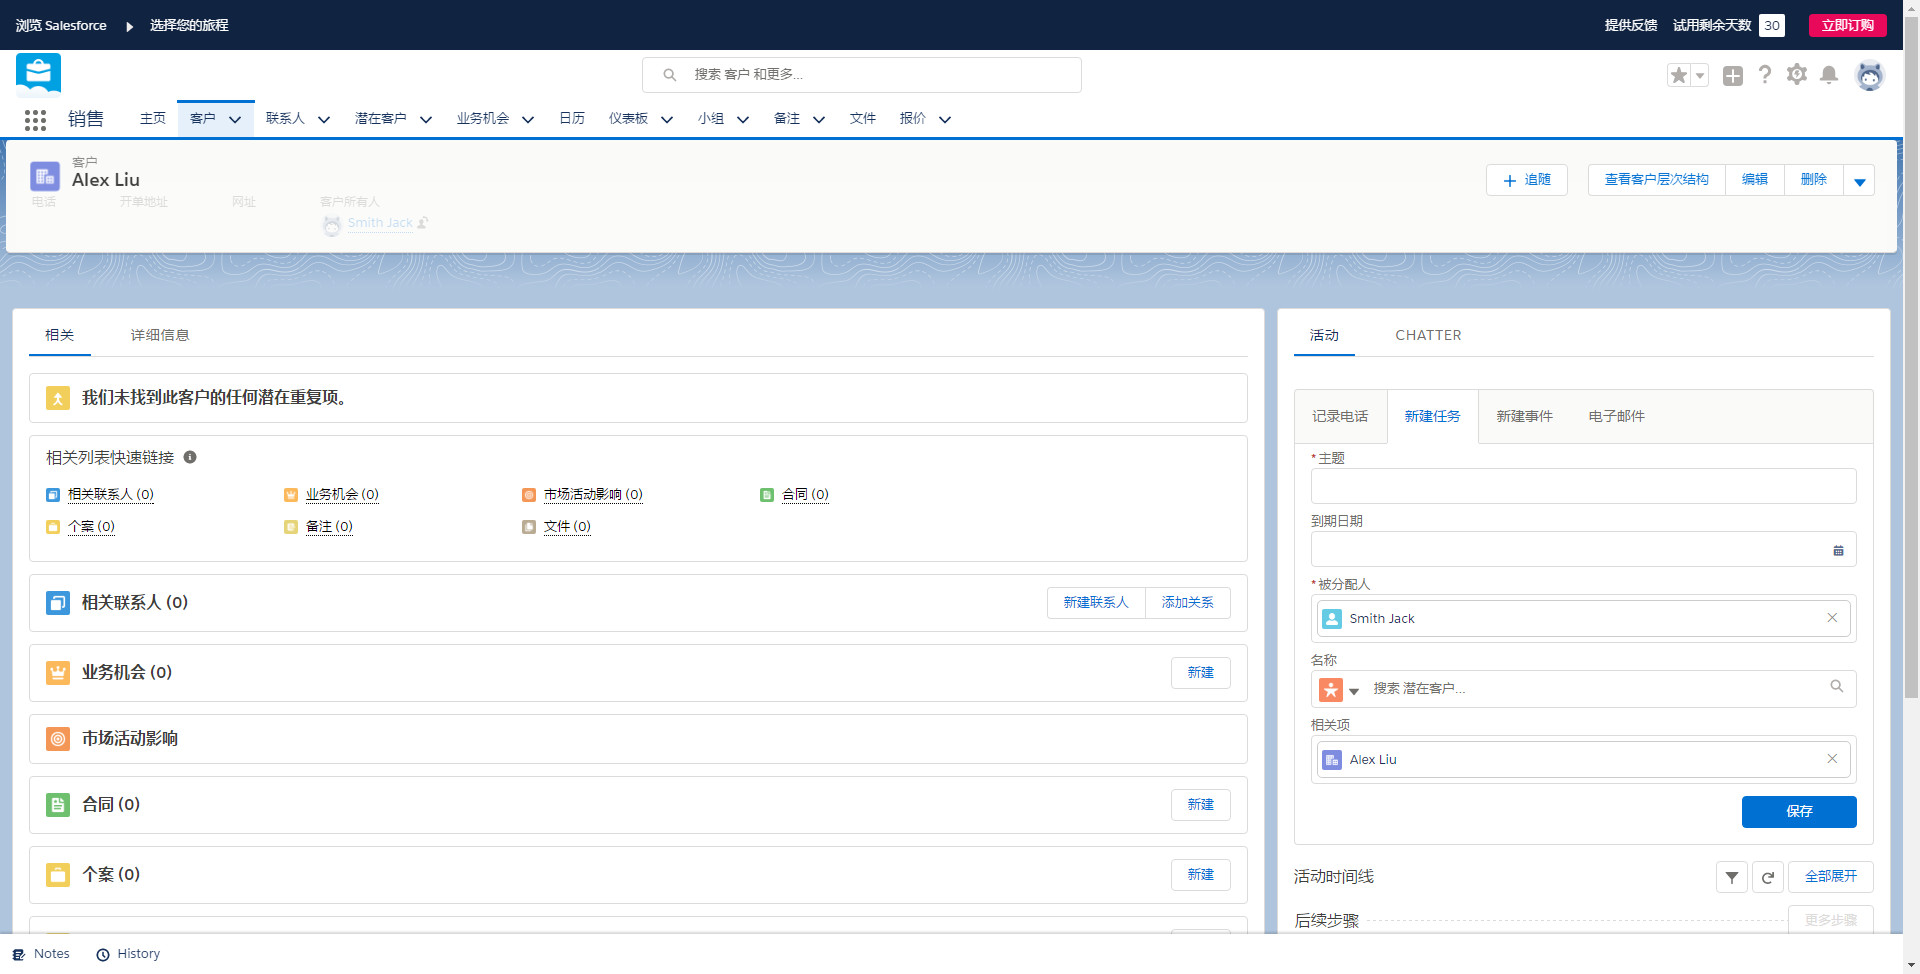 浏览 Salesforce 选择您的旅程 提供反馈 试用剩余天数 30 立即订购
搜索 客户 和更多...
销售 主页 客户 联系人 潜在客户 业务机会 日历 仪表板 小组 备注 文件 报价
客户
Alex Liu
追随 查看客户层次结构 编辑 删除
电话 开单地址 网址 客户所有人
Smith Jack
相关 详细信息
我们未找到此客户的任何潜在重复项。
相关列表快速链接
相关联系人 (0) 业务机会 (0) 市场活动影响 (0) 合同 (0)
个案 (0) 备注 (0) 文件 (0)
相关联系人 (0) 新建联系人 添加关系
业务机会 (0) 新建
市场活动影响
合同 (0) 新建
个案 (0) 新建
活动 CHATTER
记录电话 新建任务 新建事件 电子邮件
*主题
到期日期
*被分配人
Smith Jack
名称
搜索 潜在客户...
相关项
Alex Liu
保存
活动时间线 全部展开
后续步骤 更多步骤
Notes History